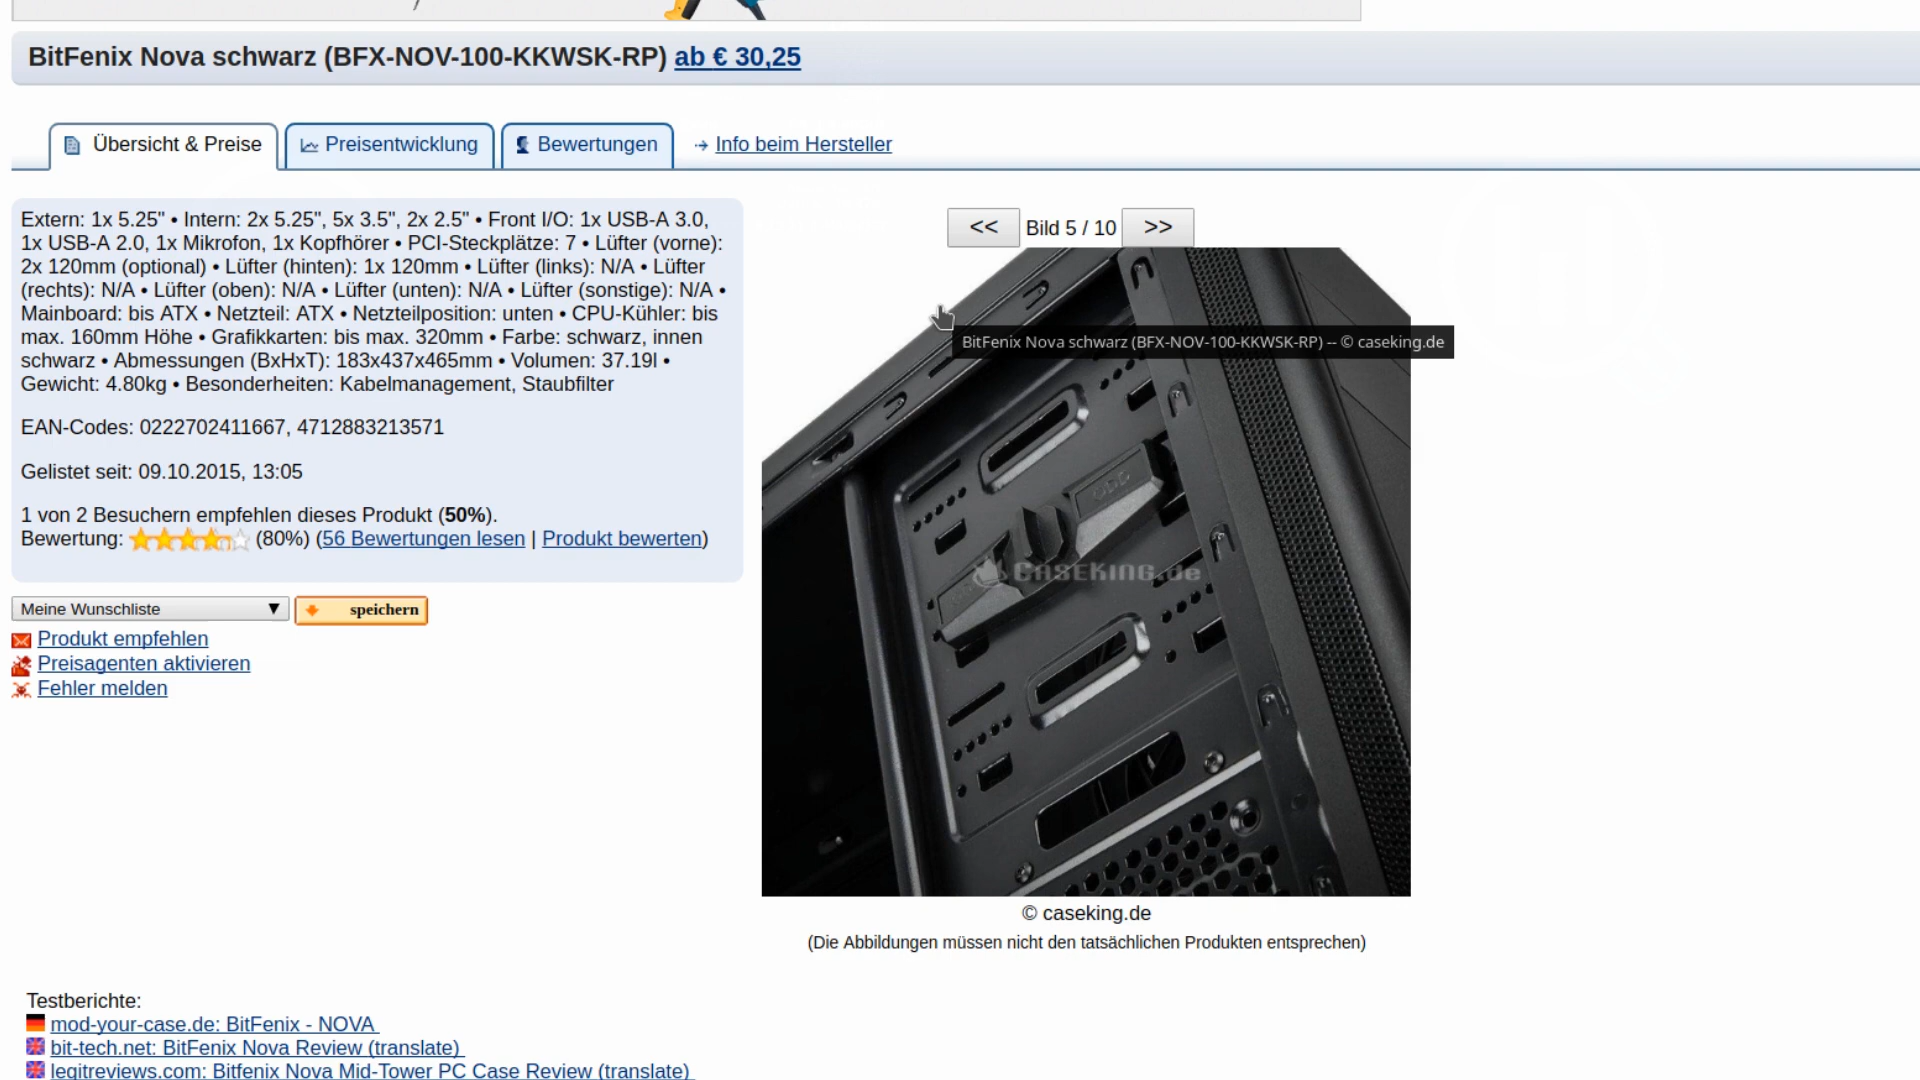 BitFenix Nova schwarz (BFX-NOV-100-KKWSK-RP) ab € 30,25
Übersicht & Preise
Preisentwicklung
Bewertungen
Info beim Hersteller
Extern: 1x 5.25" • Intern: 2x 5.25", 5x 3.5", 2x 2.5" • Front I/O: 1x USB-A 3.0,
1x USB-A 2.0, 1x Mikrofon, 1x Kopfhörer • PCI-Steckplätze: 7 • Lüfter (vorne):
2x 120mm (optional) • Lüfter (hinten): 1x 120mm • Lüfter (links): N/A • Lüfter
(rechts): N/A • Lüfter (oben): N/A • Lüfter (unten): N/A • Lüfter (sonstige): N/A •
Mainboard: bis ATX • Netzteil: ATX • Netzteilposition: unten • CPU-Kühler: bis
max. 160mm Höhe • Grafikkarten: bis max. 320mm • Farbe: schwarz, innen
schwarz • Abmessungen (BxHxT): 183x437x465mm • Volumen: 37.19l •
Gewicht: 4.80kg • Besonderheiten: Kabelmanagement, Staubfilter
EAN-Codes: 0222702411667, 4712883213571
Gelistet seit: 09.10.2015, 13:05
1 von 2 Besuchern empfehlen dieses Produkt (50%).
Bewertung: (80%) (56 Bewertungen lesen | Produkt bewerten)
Meine Wunschliste
speichern
Produkt empfehlen
Preisagenten aktivieren
Fehler melden
<< Bild 5 / 10 >>
BitFenix Nova schwarz (BFX-NOV-100-KKWSK-RP) -- © caseking.de
CASEKING.de
© caseking.de
(Die Abbildungen müssen nicht den tatsächlichen Produkten entsprechen)
Testberichte:
mod-your-case.de: BitFenix - NOVA
bit-tech.net: BitFenix Nova Review (translate)
legitreviews.com: Bitfenix Nova Mid-Tower PC Case Review (translate)